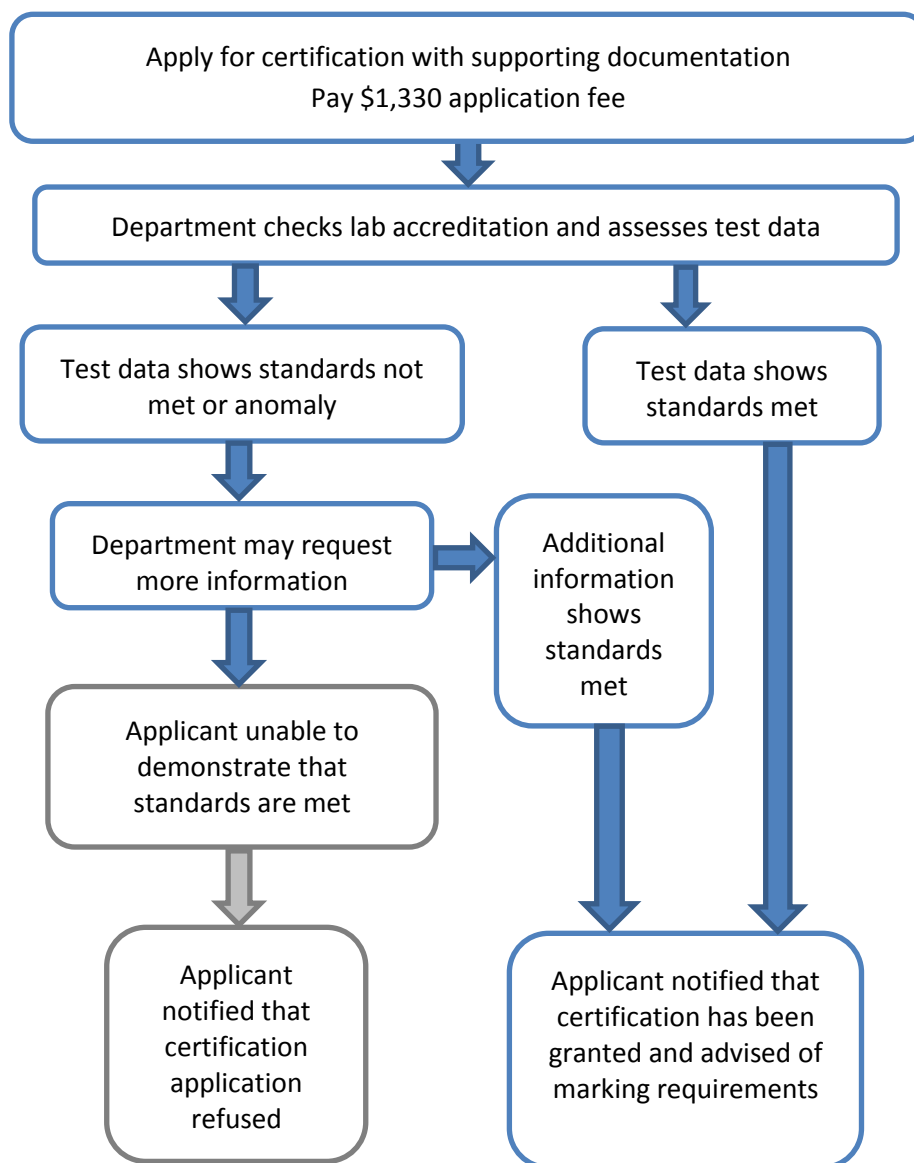 Apply for certification with supporting documentation
Pay $1,330 application fee
Department checks lab accreditation and assesses test data
Test data shows standards not
met or anomaly
Test data shows
standards met
Department may request
more information
Additional
information
shows
standards
met
Applicant unable to
demonstrate that
standards are met
Applicant
notified that
certification
application
refused
Applicant notified that
certification has been
granted and advised of
marking requirements